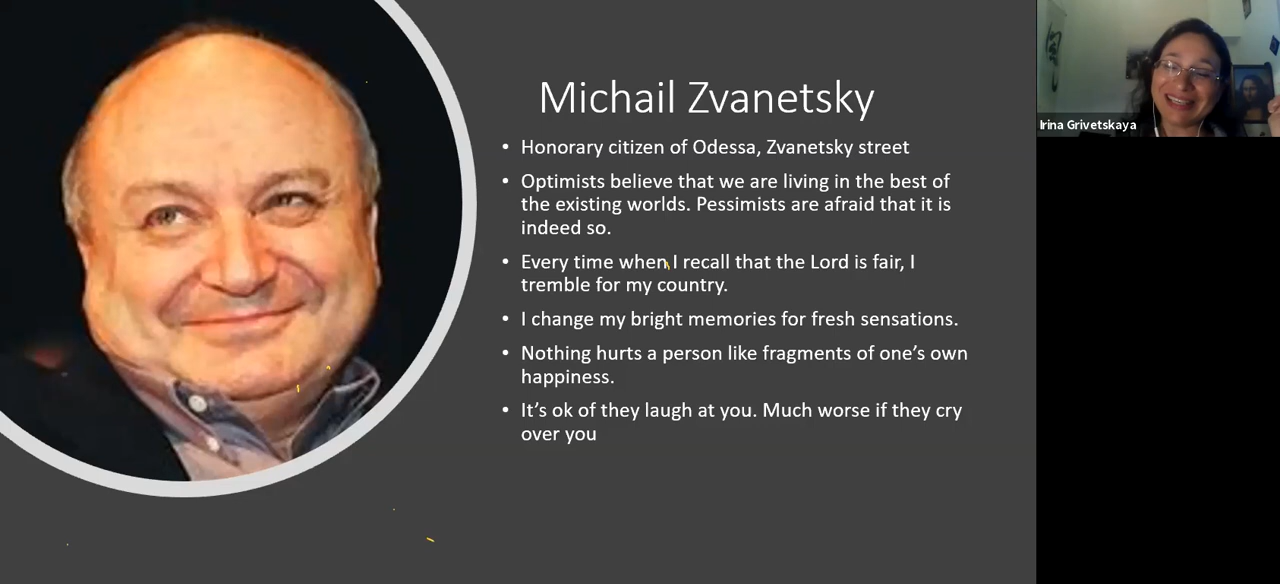 Michail Zvanetsky
• Honorary citizen of Odessa, Zvanetsky street
• Optimists believe that we are living in the best of
the existing worlds. Pessimists are afraid that it is
indeed so.
• Every time when I recall that the Lord is fair, I
tremble for my country.
• I change my bright memories for fresh sensations.
• Nothing hurts a person like fragments of one’s own
happiness.
• It’s ok of they laugh at you. Much worse if they cry
over you
Irina Grivetskaya